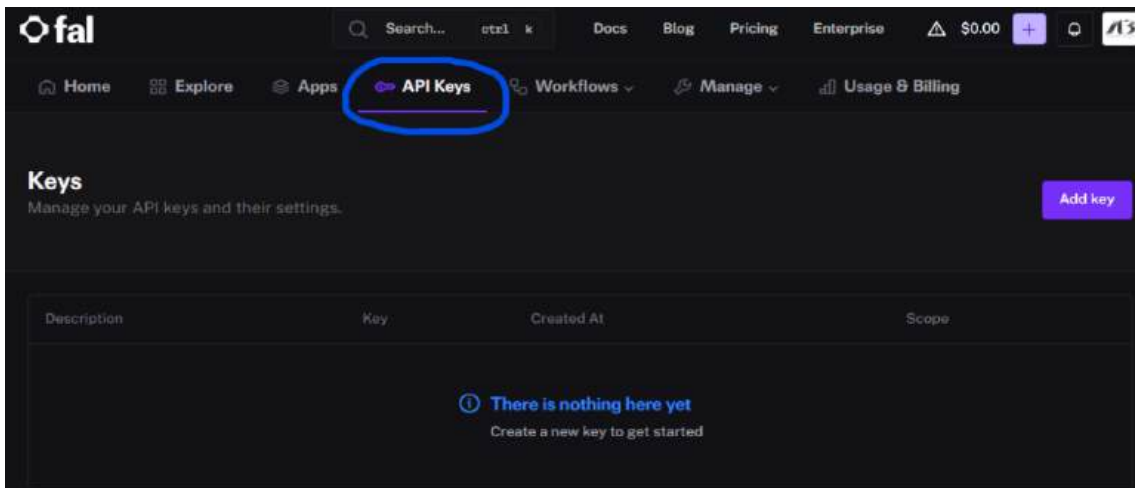 fal
Search... ctrl k Docs Blog Pricing Enterprise $0.00 +
Home Explore Apps API Keys Workflows Manage Usage & Billing
Keys
Manage your API keys and their settings.
Add key
Description Key Created At Scope
There is nothing here yet
Create a new key to get started